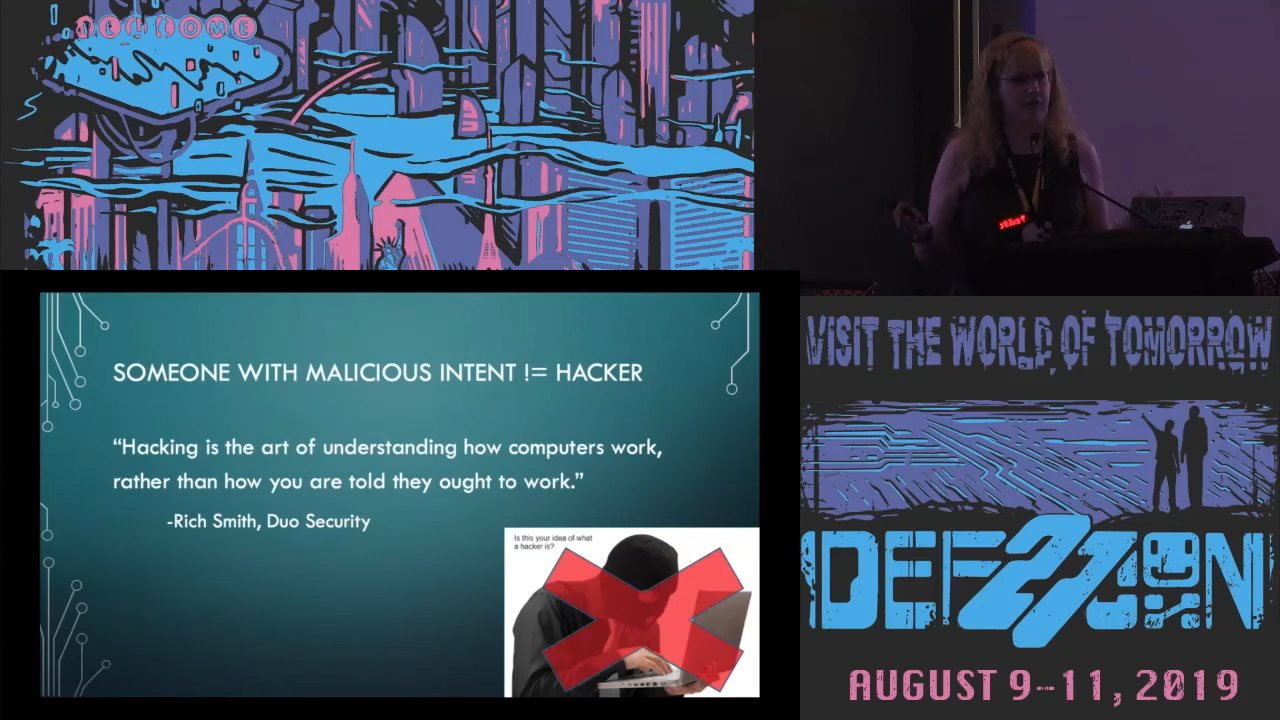 WELCOME
SOMEONE WITH MALICIOUS INTENT != HACKER
“Hacking is the art of understanding how computers work,
rather than how you are told they ought to work.”
-Rich Smith, Duo Security
Is this your idea of what
a hacker is?
VISIT THE WORLD OF TOMORROW
DEF 27 CON
AUGUST 9-11, 2019